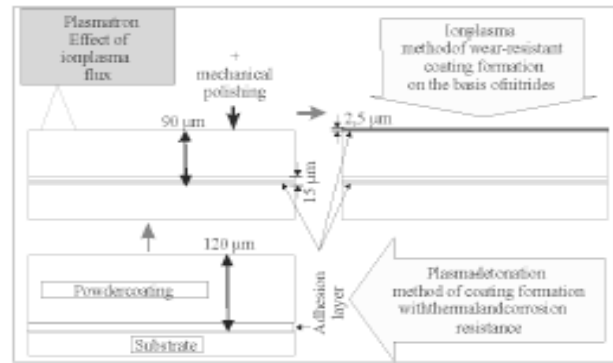 Plasmatron
Effect of
ionplasma
flux
+
mechanical
polishing
Ionplasma
methodof wear-resistant
coating formation
on the basis ofnitrides
90 μm
2,5 μm
15 μm
120 μm
Powdercoating
Substrate
Adhesion
layer
Plasmadetonation
method of coating formation
withthermalandcorrosion
resistance